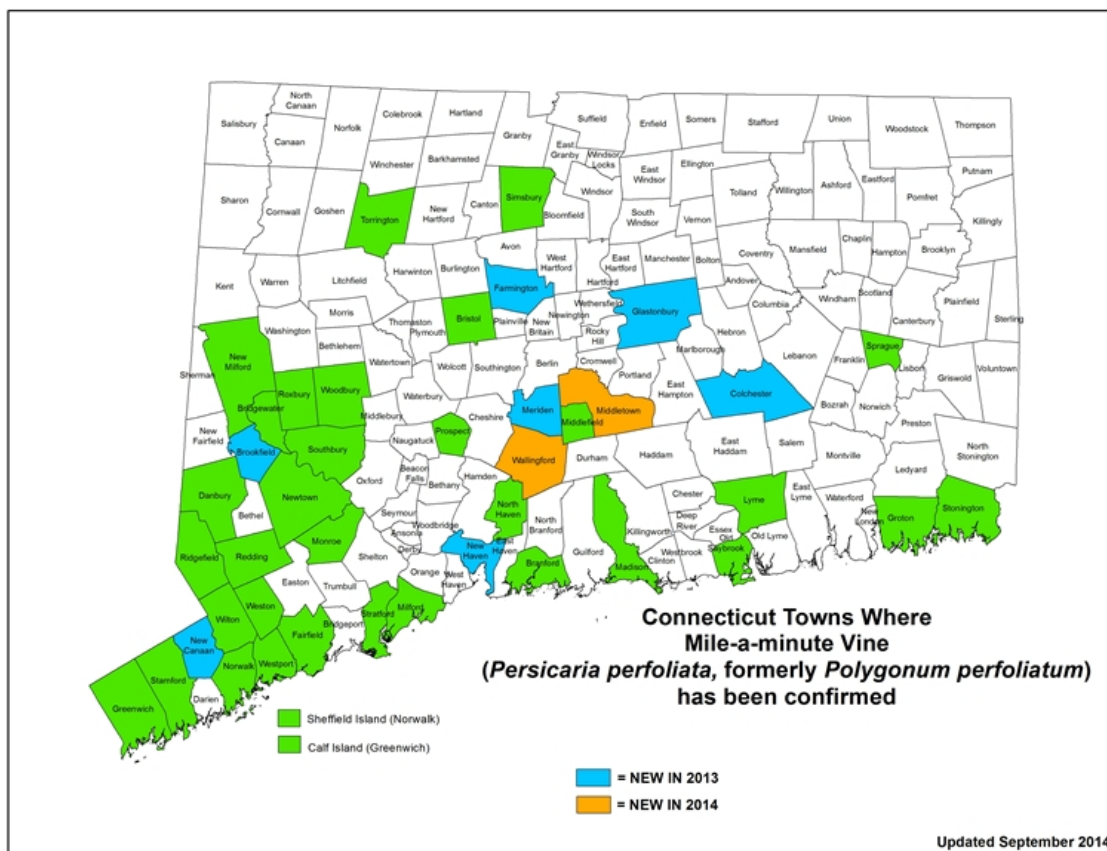 North
Canaan
Salisbury
Canaan
Norfolk
Colebrook
Hartland
Granby
Suffield
Enfield
Somers
Stafford
Union
Woodstock
Thompson
East
Granby
Windsor
Locks
Winchester
Barkhamsted
East
Windsor
Ellington
Putnam
Sharon
Cornwall
Goshen
Torrington
New
Hartford
Canton
Simsbury
Bloomfield
Windsor
South
Windsor
Vernon
Tolland
Willington
Ashford
Eastford
Pomfret
Killingly
Avon
West
Hartford
Hartford
East
Hartford
Manchester
Bolton
Coventry
Andover
Mansfield
Chaplin
Hampton
Brooklyn
Kent
Warren
Litchfield
Harwinton
Burlington
Farmington
Wethersfield
Newington
Glastonbury
Hebron
Columbia
Windham
Scotland
Canterbury
Plainfield
Sterling
Washington
Morris
Bethlehem
Thomaston
Plymouth
Bristol
Plainville
New
Britain
Rocky
Hill
Marlborough
Lebanon
Franklin
Sprague
Lisbon
Griswold
Voluntown
Sherman
New
Milford
Bridgewater
Roxbury
Woodbury
Watertown
Wolcott
Southington
Berlin
Cromwell
Portland
East
Hampton
Colchester
Bozrah
Norwich
Preston
New
Fairfield
Brookfield
Southbury
Middlebury
Waterbury
Naugatuck
Prospect
Cheshire
Meriden
Middlefield
Middletown
Haddam
East
Haddam
Salem
Montville
Ledyard
North
Stonington
Danbury
Bethel
Newtown
Oxford
Beacon
Falls
Bethany
Hamden
Wallingford
Durham
North
Haven
Seymour
Woodbridge
Ansonia
Derby
North
Branford
Killingworth
Chester
Deep
River
Essex
Lyme
East
Lyme
Waterford
New
London
Groton
Stonington
Ridgefield
Redding
Monroe
Shelton
Orange
West
Haven
New
Haven
East
Haven
Branford
Guilford
Madison
Clinton
Westbrook
Old
Saybrook
Old Lyme
Easton
Trumbull
Bridgeport
Stratford
Milford
Wilton
Weston
Fairfield
New
Canaan
Norwalk
Westport
Stamford
Greenwich
Darien
Connecticut Towns Where
Mile-a-minute Vine
(Persicaria perfoliata, formerly Polygonum perfoliatum)
has been confirmed
Sheffield Island (Norwalk)
Calf Island (Greenwich)
= NEW IN 2013
= NEW IN 2014
Updated September 2014